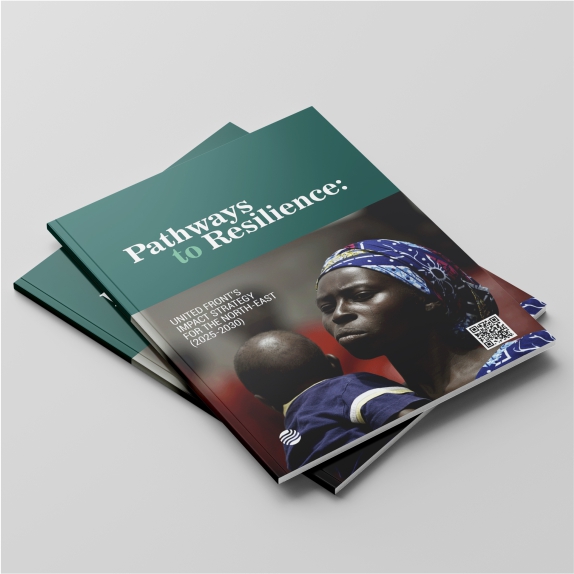 Pathways
to Resilience:
UNITED FRONT'S
IMPACT STRATEGY
FOR THE NORTH-EAST
(2025-2030)